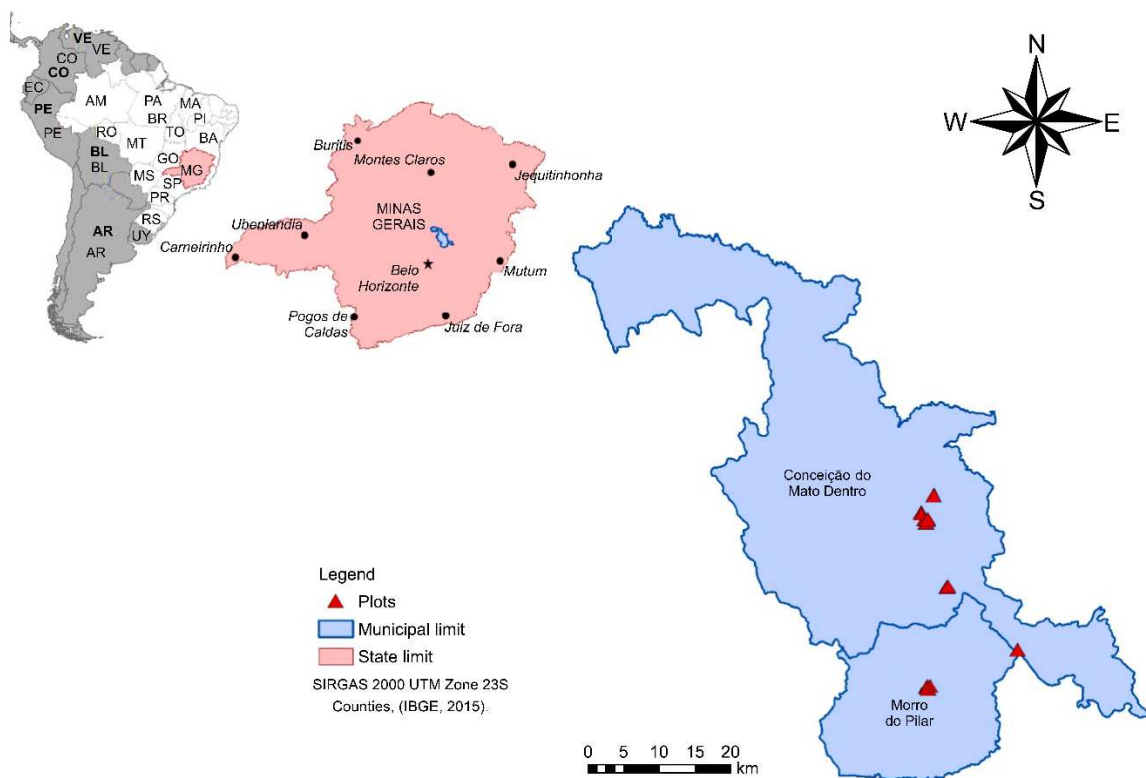 VE
VE
CO
CO
EC
AM
PA
MA
BR
PI
PE
PE
RO
TO
MT
BA
BL
GO
BL
MG
MS
SP
PR
RS
AR
UY
AR
Buritis
Montes Claros
Jequitinhonha
MINAS
GERAIS
Ubenlandia
Carneirinho
Belo
Horizonte
Mutum
Pogos de
Caldas
Juiz de Fora
N
W
E
S
Conceição do
Mato Dentro
Morro
do Pilar
Legend
Plots
Municipal limit
State limit
SIRGAS 2000 UTM Zone 23S
Counties, (IBGE, 2015).
0 5 10 15 20
km